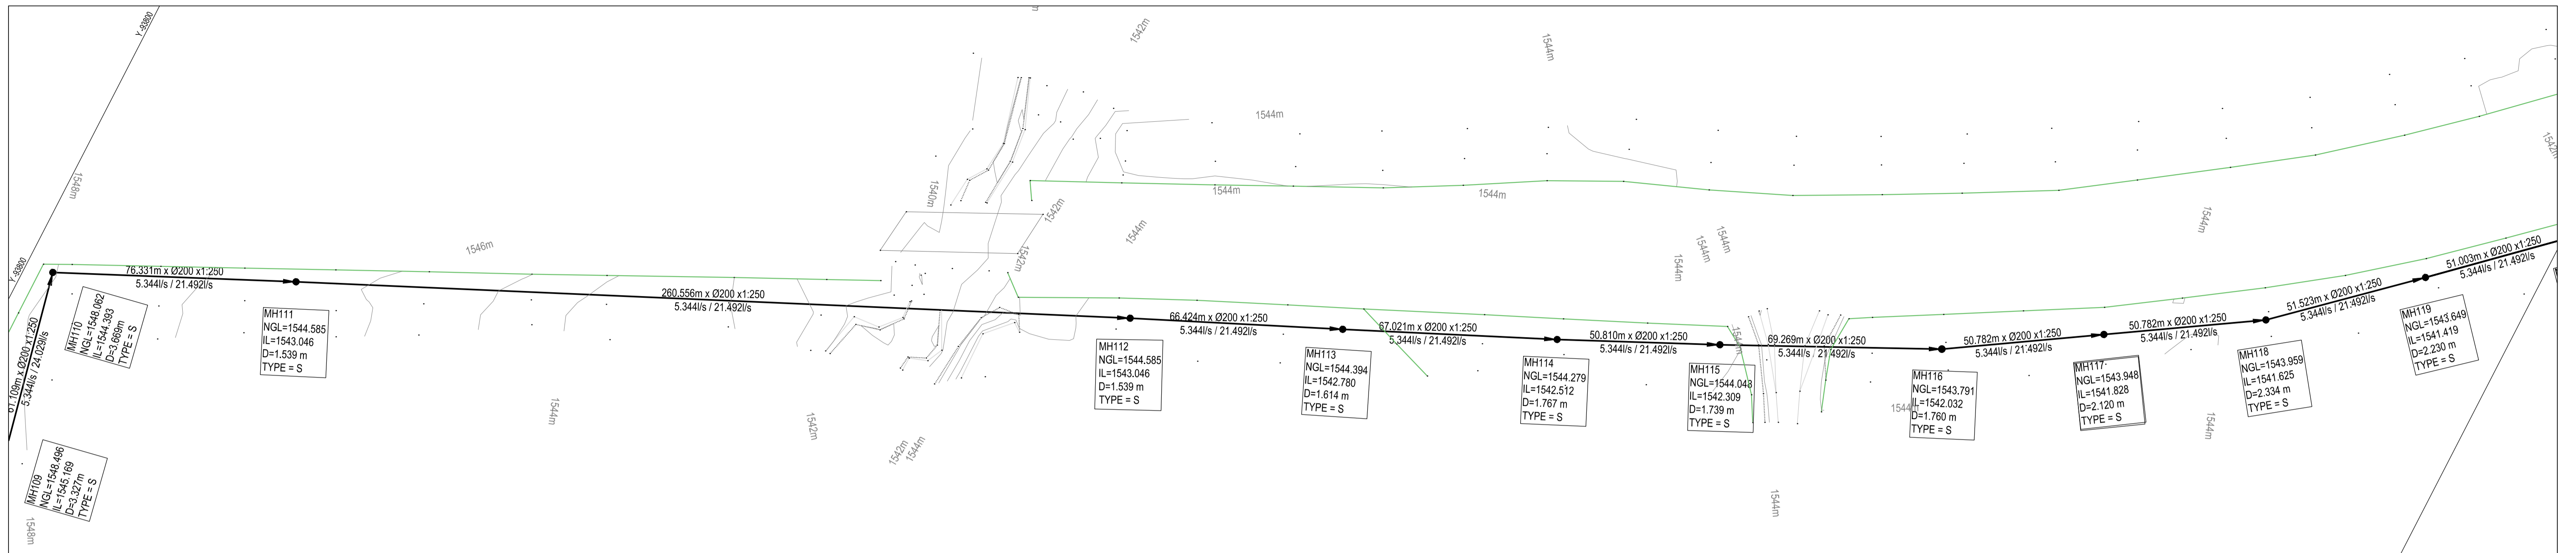 Y -93800
1542m
1544m
1544m
1542m
1548m
1540m
1544m
1544m
1542m
1544m
1544m
1546m
1542m
1544m
1544m
1544m
Y -93800
76.331m x Ø200 x1:250
5.344l/s / 21.492l/s
260.556m x Ø200 x1:250
5.344l/s / 21.492l/s
66.424m x Ø200 x1:250
5.344l/s / 21.492l/s
67.021m x Ø200 x1:250
5.344l/s / 21.492l/s
50.810m x Ø200 x1:250
5.344l/s / 21.492l/s
69.269m x Ø200 x1:250
5.344l/s / 21.492l/s
50.782m x Ø200 x1:250
5.344l/s / 21.492l/s
50.782m x Ø200 x1:250
5.344l/s / 21.492l/s
51.523m x Ø200 x1:250
5.344l/s / 21.492l/s
51.003m x Ø200 x1:250
5.344l/s / 21.492l/s
61.109m x Ø200 x1:250
5.344l/s / 24.029l/s
MH110
NGL=1548.062
IL=1544.393
D=3.669m
TYPE = S
MH111
NGL=1544.585
IL=1543.046
D=1.539 m
TYPE = S
MH112
NGL=1544.585
IL=1543.046
D=1.539 m
TYPE = S
MH113
NGL=1544.394
IL=1542.780
D=1.614 m
TYPE = S
MH114
NGL=1544.279
IL=1542.512
D=1.767 m
TYPE = S
MH115
NGL=1544.048
IL=1542.309
D=1.739 m
TYPE = S
1544m
MH116
NGL=1543.791
IL=1542.032
D=1.760 m
TYPE = S
1544m
MH117
NGL=1543.948
IL=1541.828
D=2.120 m
TYPE = S
MH118
NGL=1543.959
IL=1541.625
D=2.334 m
TYPE = S
MH119
NGL=1543.649
IL=1541.419
D=2.230 m
TYPE = S
1544m
1542m
1542m
1544m
1544m
1544m
MH109
NGL=1548.496
IL=1545.169
D=3.327m
TYPE = S
1548m